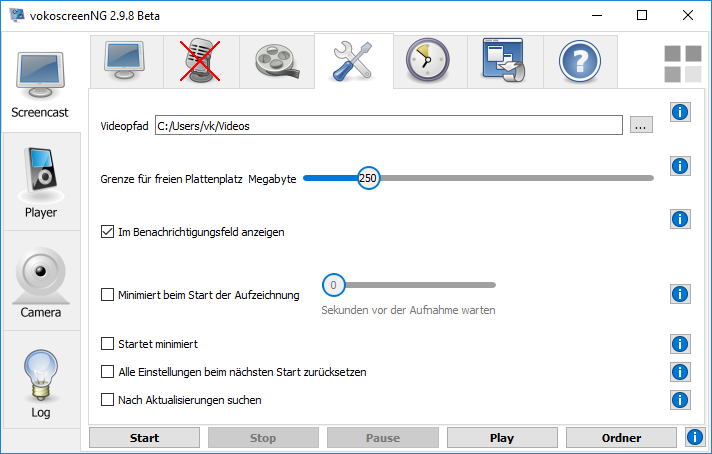 vokoscreenNG 2.9.8 Beta
Screencast
Player
Camera
Log
?
Videopfad C:/Users/vk/Videos ... i
Grenze für freien Plattenplatz Megabyte 250 i
Im Benachrichtigungsfeld anzeigen i
Minimiert beim Start der Aufzeichnung 0 i
Sekunden vor der Aufnahme warten
Startet minimiert i
Alle Einstellungen beim nächsten Start zurücksetzen i
Nach Aktualisierungen suchen i
Start Stop Pause Play Ordner i